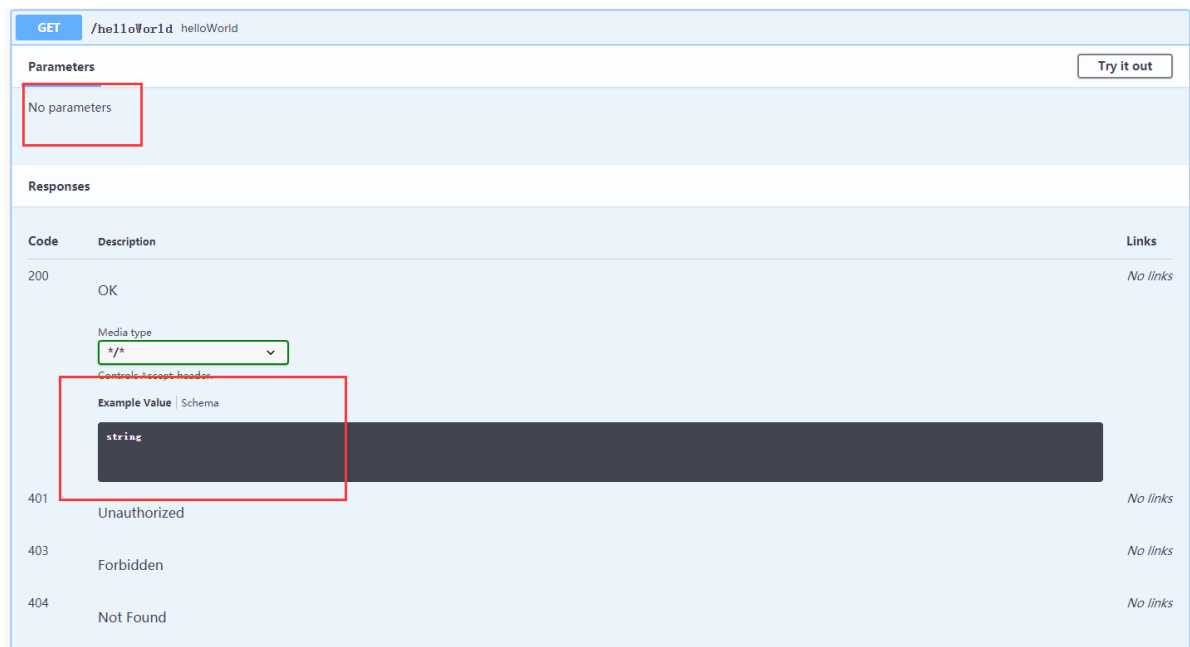 GET /helloWorld helloWorld
Parameters Try it out
No parameters
Responses
Code Description Links
200 No links
OK
Media type
*/*
Controls Accept header.
Example Value Schema
string
401 No links
Unauthorized
403 No links
Forbidden
404 No links
Not Found